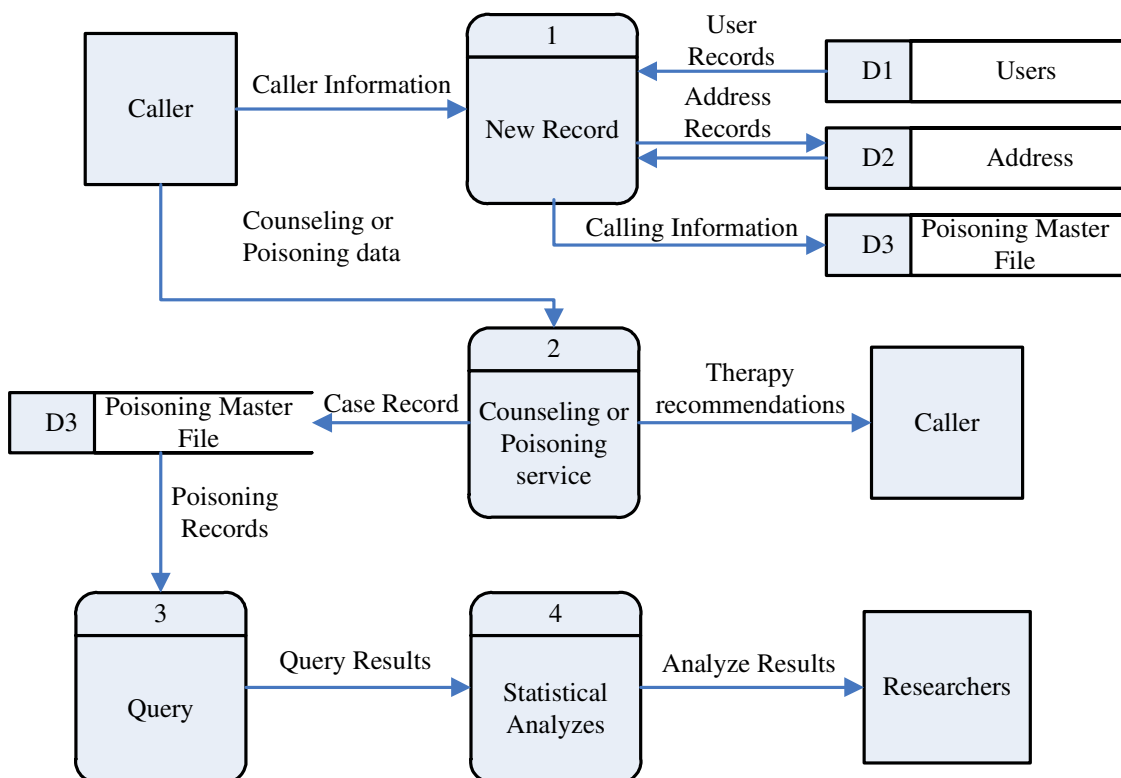 1
User
Records
D1
Users
Caller
Caller Information
New Record
Address
Records
D2
Address
Counseling or
Poisoning data
Calling Information
D3
Poisoning Master
File
2
Therapy
recommendations
Case Record
D3
Poisoning Master
File
Counseling or
Poisoning
service
Caller
Poisoning
Records
3
4
Query Results
Analyze Results
Query
Statistical
Analyzes
Researchers